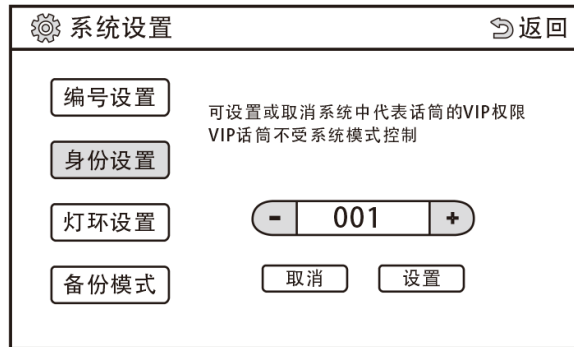 系统设置
返回
编号设置
可设置或取消系统中代表话筒的VIP权限
VIP话筒不受系统模式控制
身份设置
灯环设置
- 001 +
备份模式
取消
设置